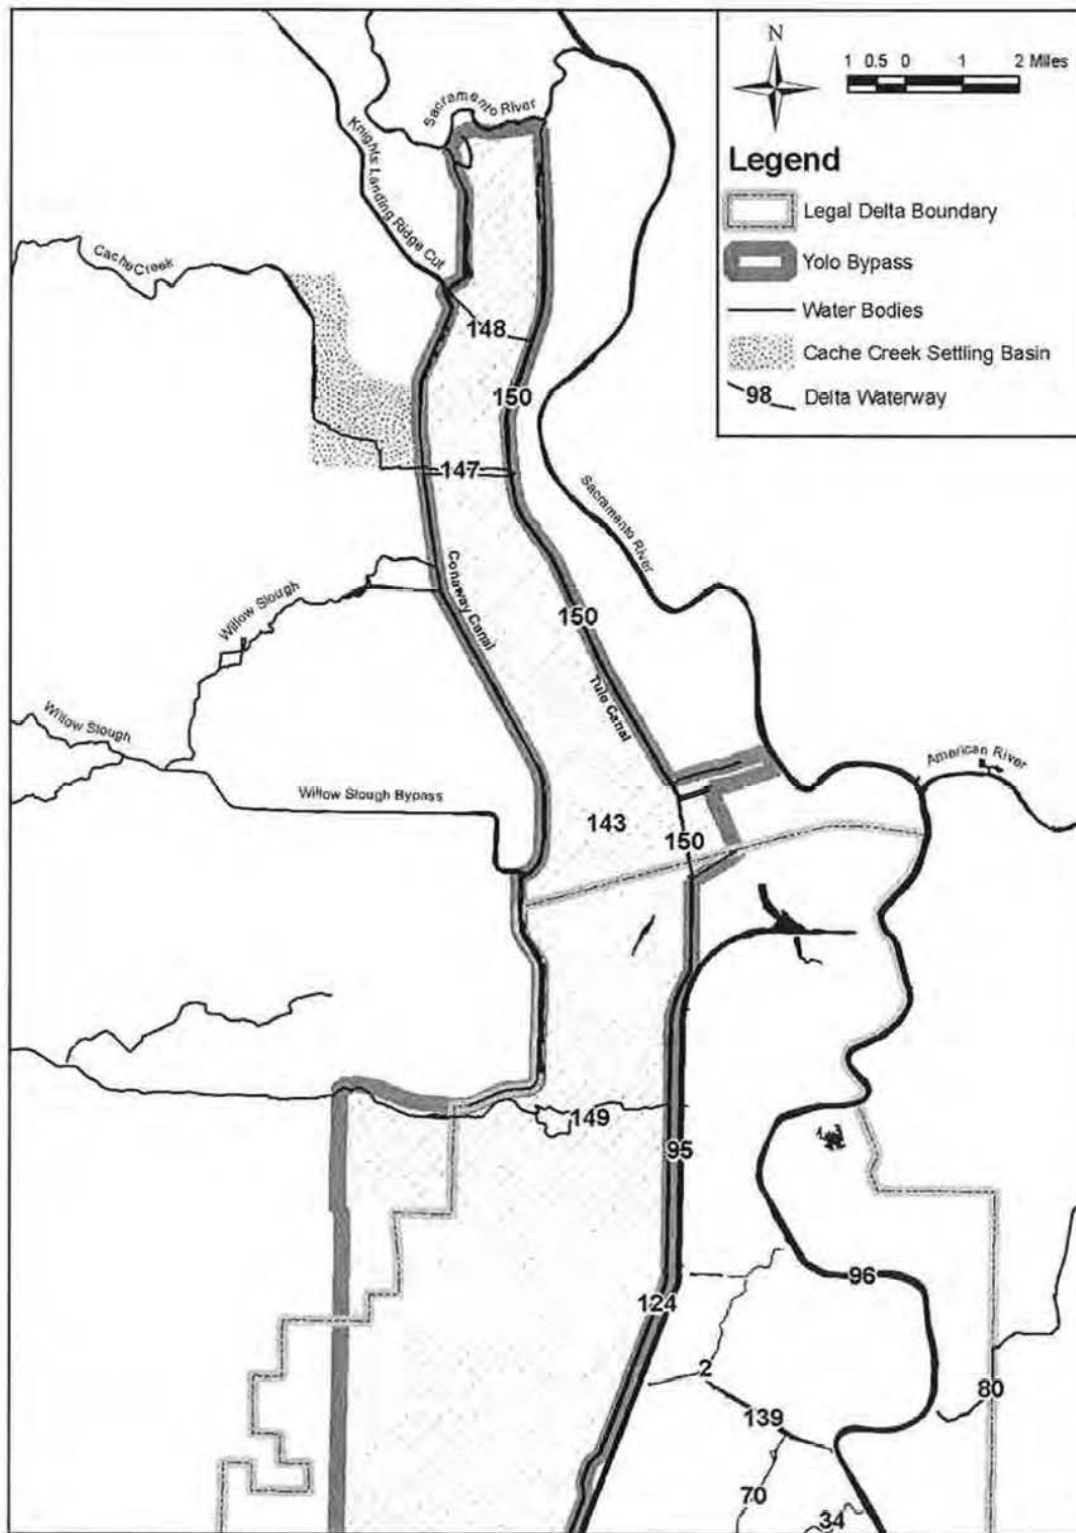 N
1 0.5 0 1 2 Miles
Legend
Legal Delta Boundary
Yolo Bypass
Water Bodies
Cache Creek Settling Basin
98 Delta Waterway
Sacramento River
Knights Landing Ridge Cut
CacheCreek
148
150
147
Sacramento River
Conaway Canal
Willow Slough
150
Tule Canal
Willow Slough
American River
Willow Slough Bypass
143
150
149
95
96
124
2
80
139
70
34